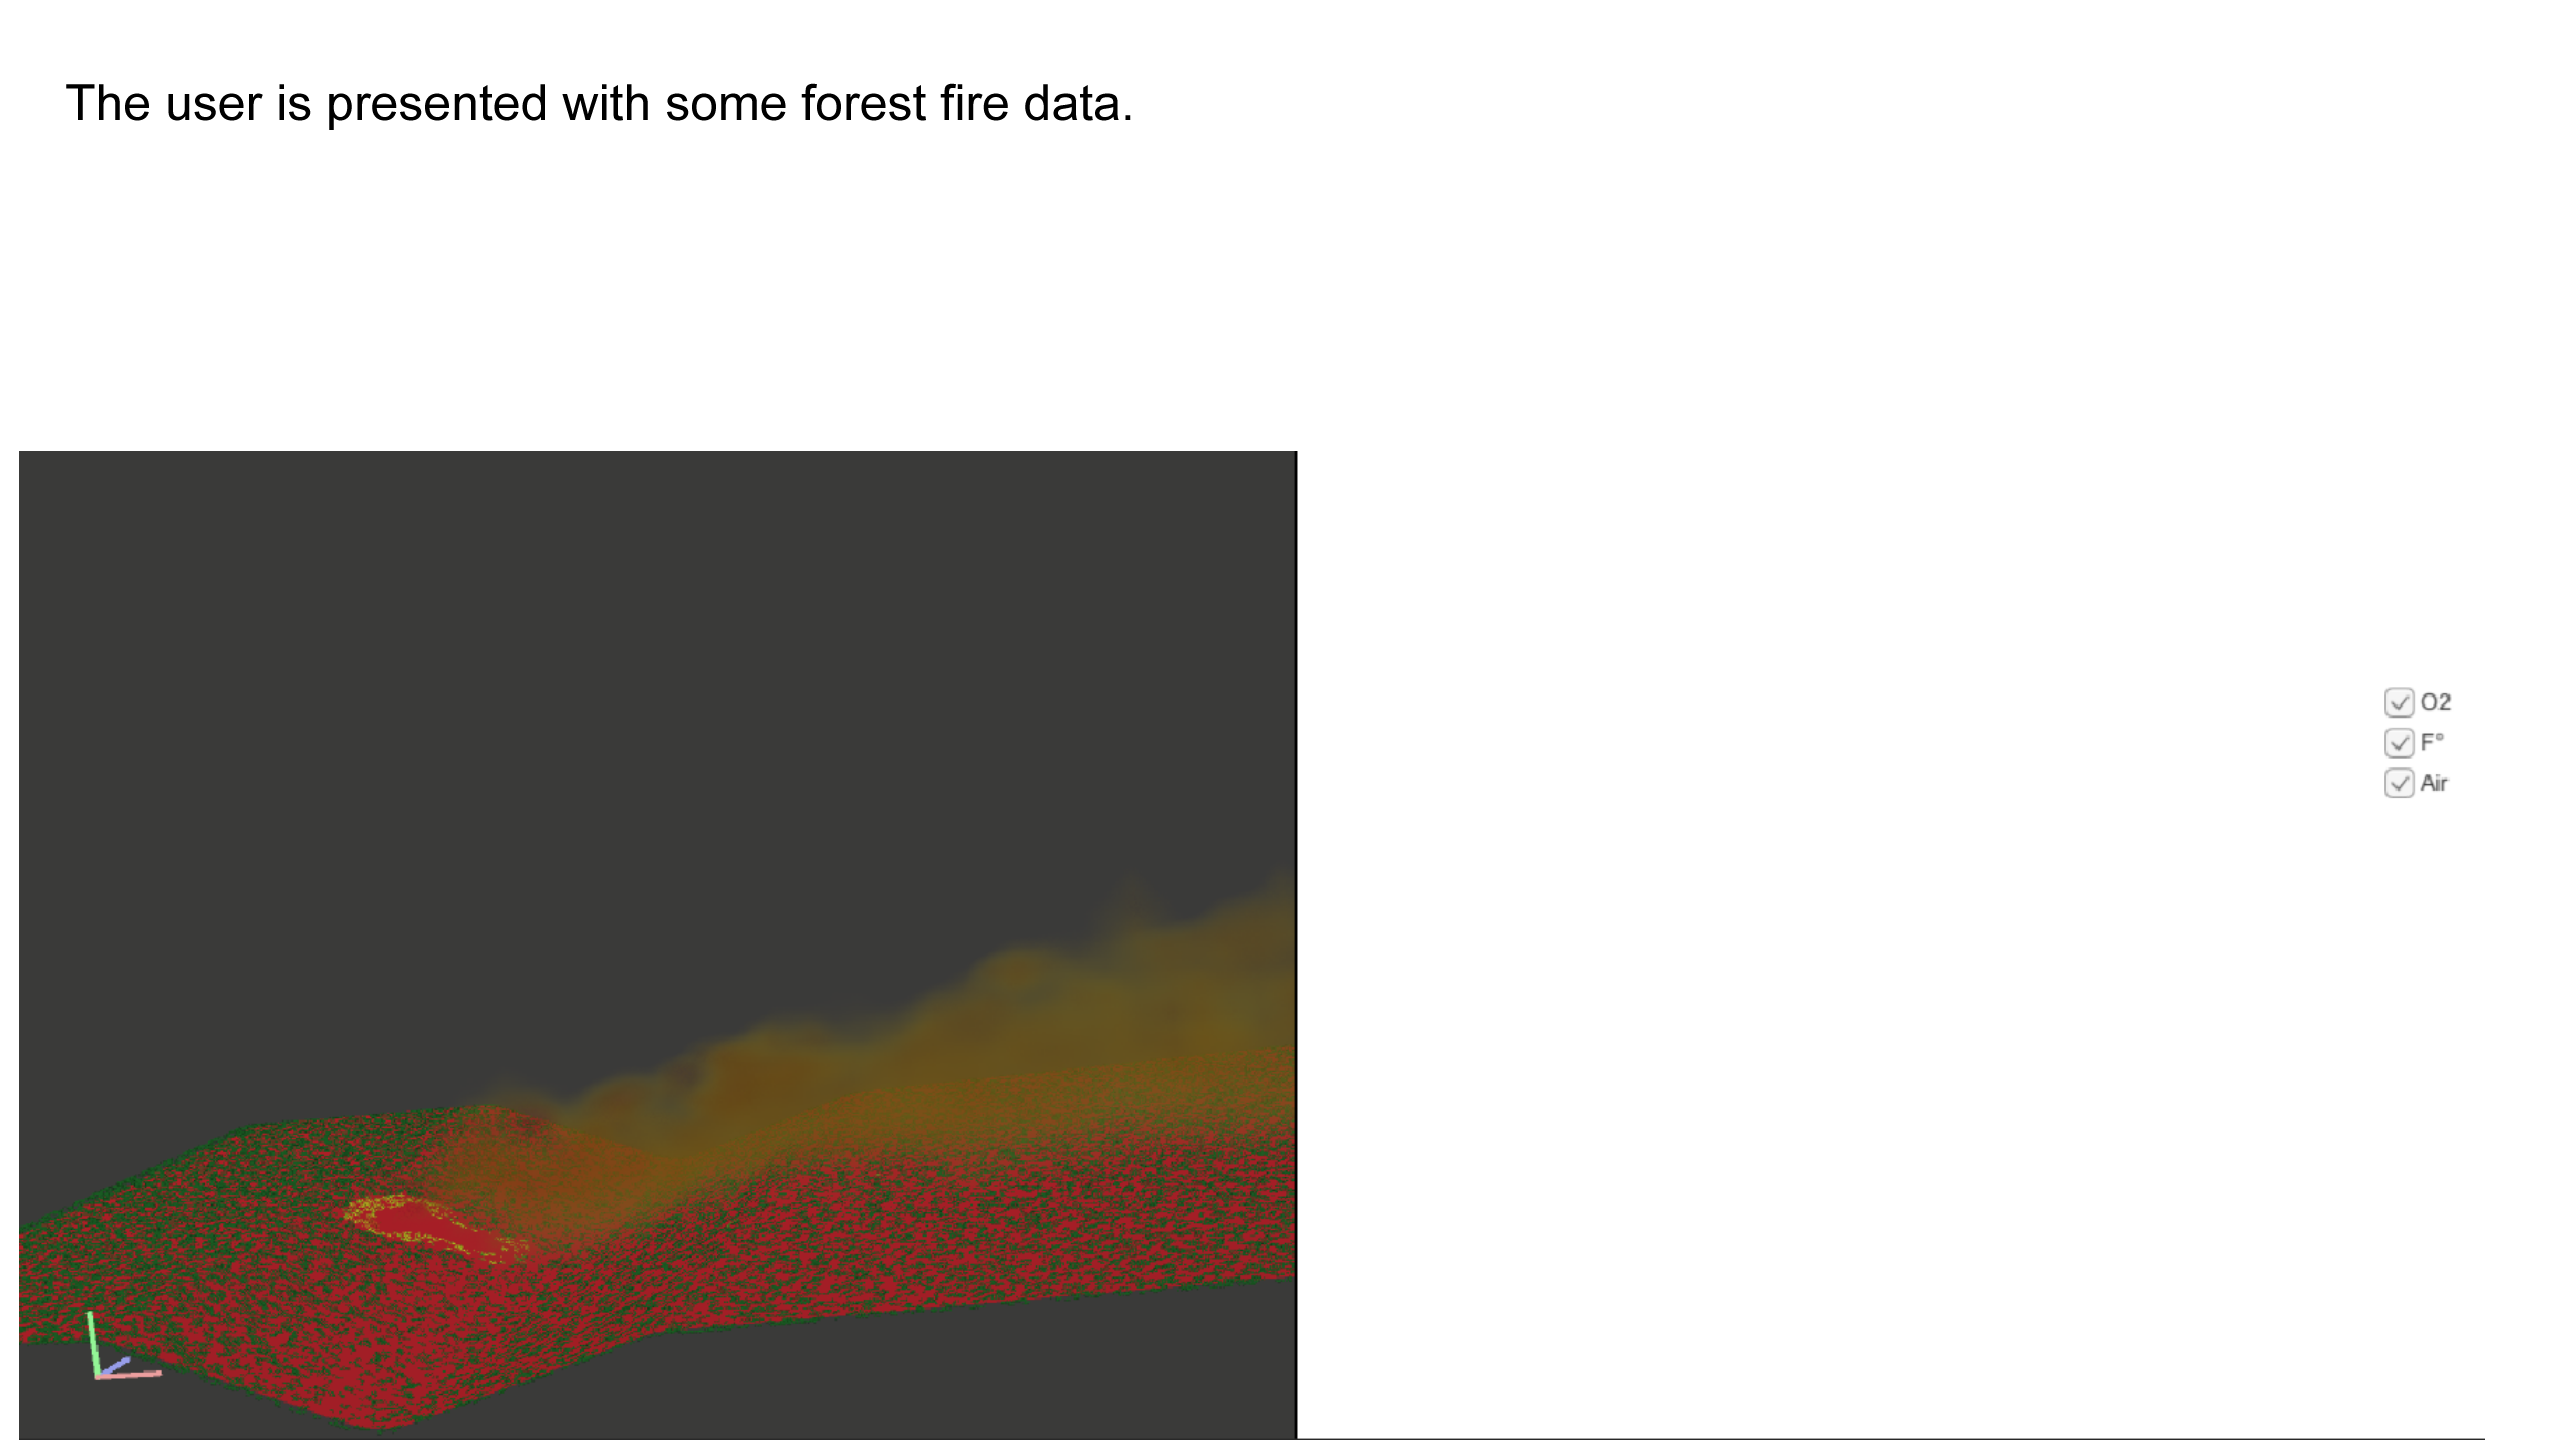 The user is presented with some forest fire data.
O2
F°
Air